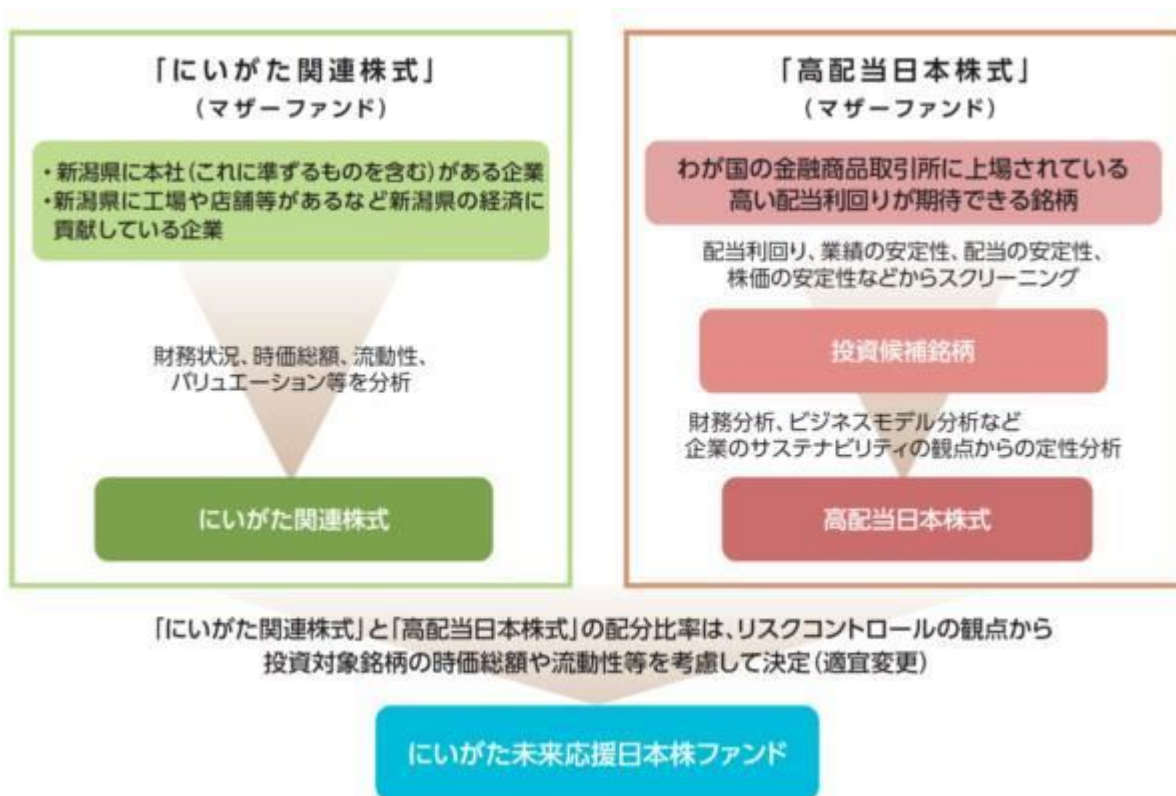 「にいがた関連株式」
(マザーファンド)
・新潟県に本社(これに準ずるものを含む)がある企業
・新潟県に工場や店舗等があるなど新潟県の経済に
貢献している企業
財務状況、時価総額、流動性、
バリュエーション等を分析
にいがた関連株式
「高配当日本株式」
(マザーファンド)
わが国の金融商品取引所に上場されている
高い配当利回りが期待できる銘柄
配当利回り、業績の安定性、配当の安定性、
株価の安定性などからスクリーニング
投資候補銘柄
財務分析、ビジネスモデル分析など
企業のサステナビリティの観点からの定性分析
高配当日本株式
「にいがた関連株式」と「高配当日本株式」の配分比率は、リスクコントロールの観点から
投資対象銘柄の時価総額や流動性等を考慮して決定(適宜変更)
にいがた未来応援日本株ファンド